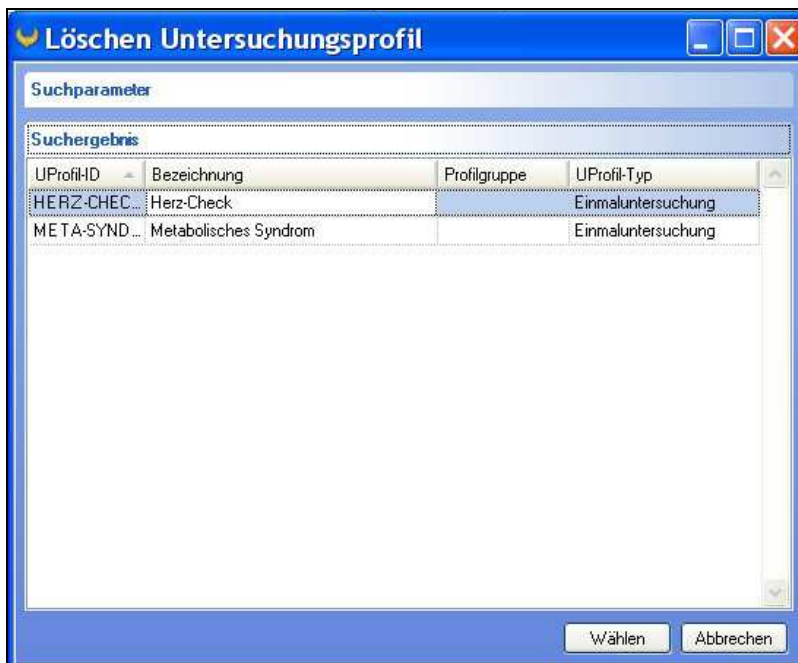 Löschen Untersuchungsprofil
Suchparameter
Suchergebnis
UProfil-ID Bezeichnung Profilgruppe UProfil-Typ
HERZ-CHEC... Herz-Check Einmaluntersuchung
META-SYND... Metabolisches Syndrom Einmaluntersuchung
Wählen Abbrechen